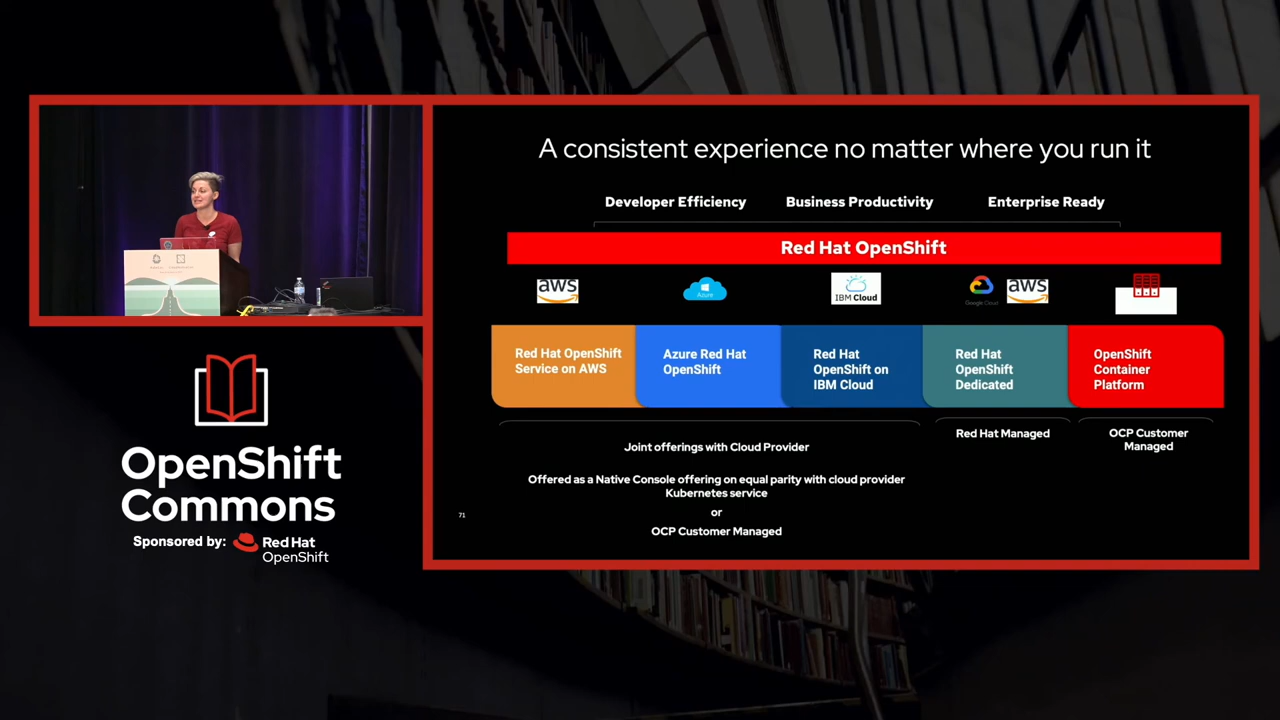 A consistent experience no matter where you run it
Developer Efficiency
Business Productivity
Enterprise Ready
Red Hat OpenShift
aws
Azure
IBM Cloud
Google Cloud
aws
Red Hat OpenShift
Service on AWS
Azure Red Hat
OpenShift
Red Hat
OpenShift on
IBM Cloud
Red Hat
OpenShift
Dedicated
OpenShift
Container
Platform
Joint offerings with Cloud Provider
Offered as a Native Console offering on equal parity with cloud provider
Kubernetes service
or
OCP Customer Managed
Red Hat Managed
OCP Customer
Managed
71
OpenShift
Commons
Sponsored by:
Red Hat
OpenShift